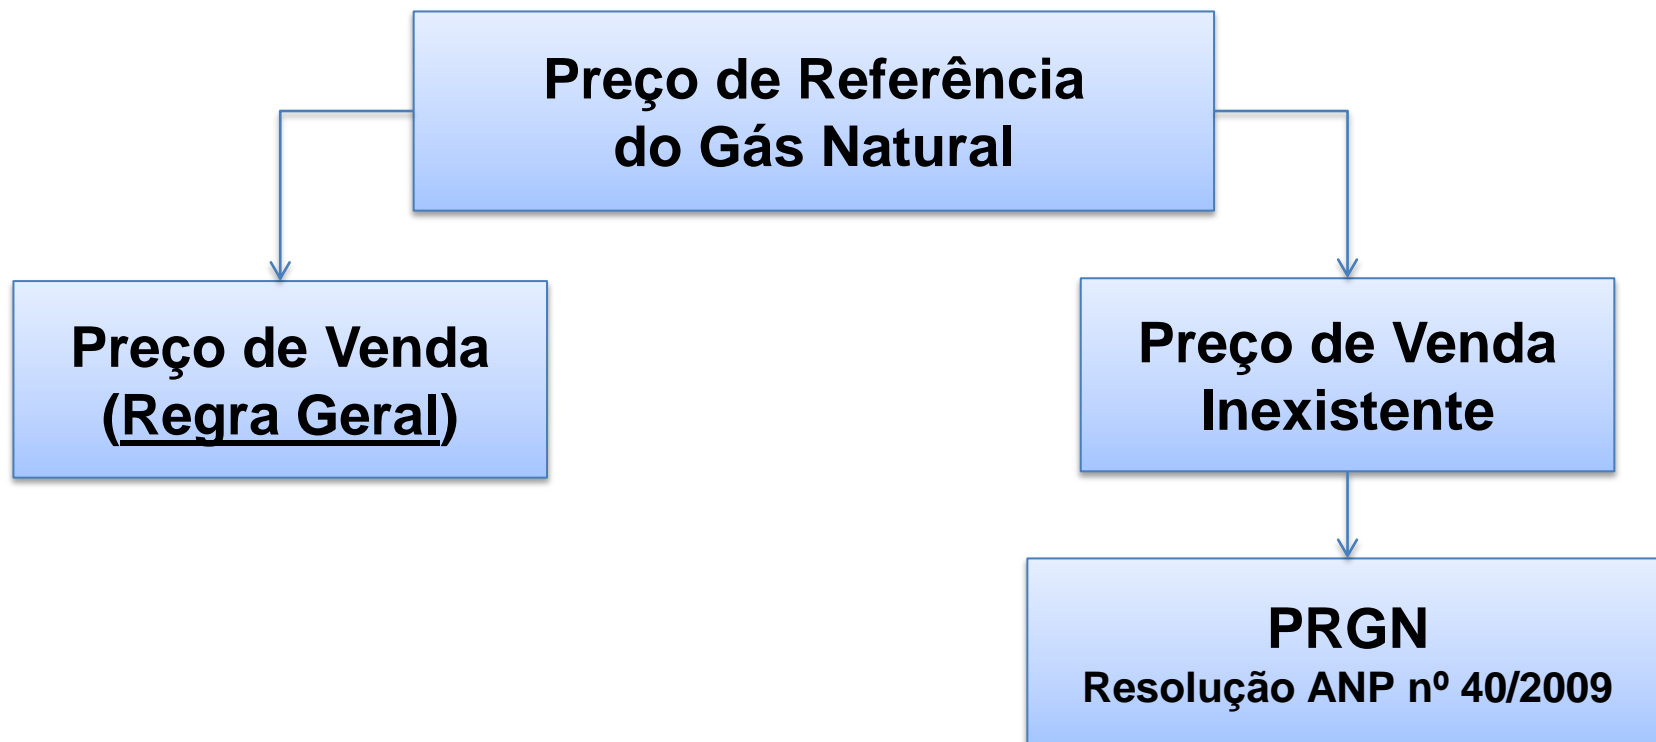 Preço de Referência
do Gás Natural
Preço de Venda
(Regra Geral)
Preço de Venda
Inexistente
PRGN
Resolução ANP nº 40/2009